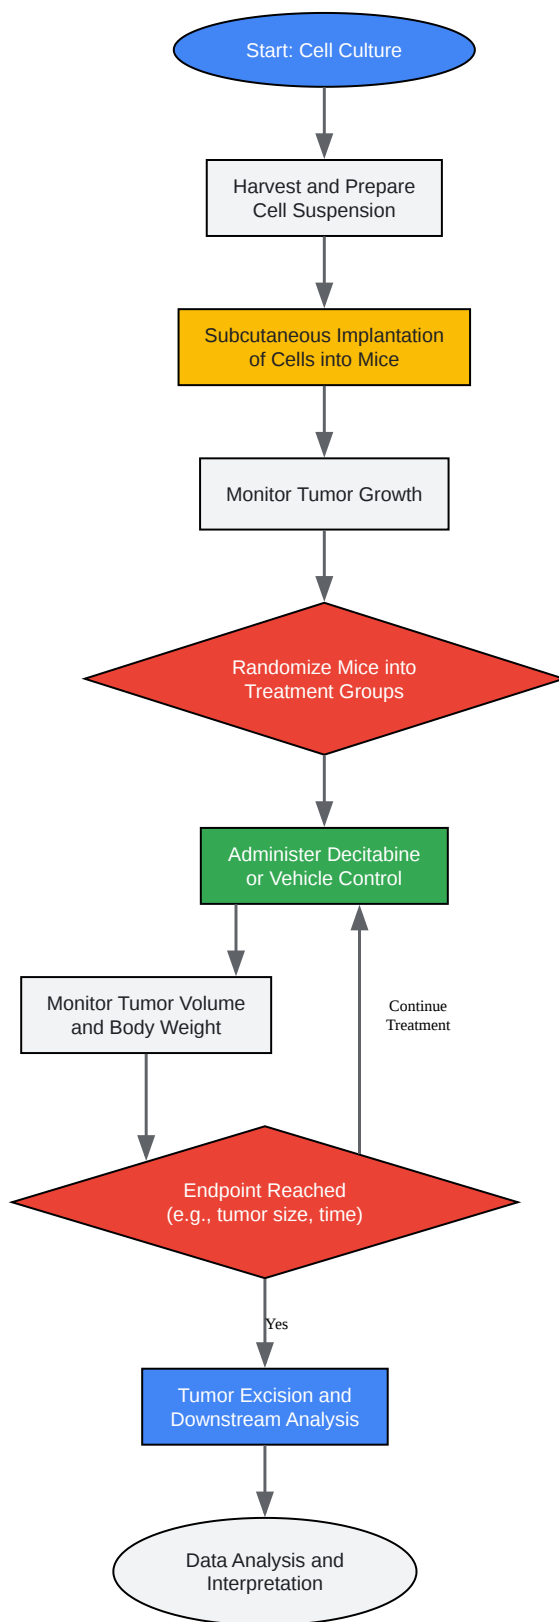 Start: Cell Culture
Harvest and Prepare
Cell Suspension
Subcutaneous Implantation
of Cells into Mice
Monitor Tumor Growth
Randomize Mice into
Treatment Groups
Administer Decitabine
or Vehicle Control
Monitor Tumor Volume
and Body Weight
Continue
Treatment
Endpoint Reached
(e.g., tumor size, time)
Yes
Tumor Excision and
Downstream Analysis
Data Analysis and
Interpretation